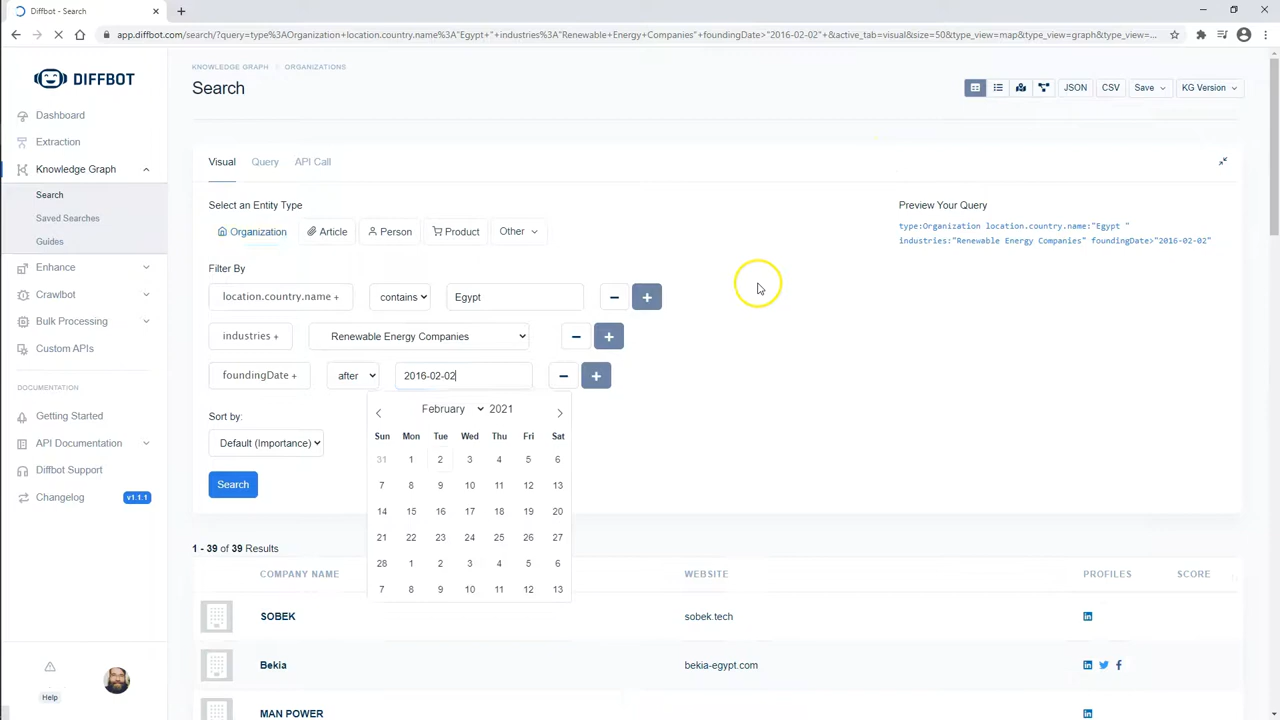 Diffbot - Search
app.diffbot.com/search/?query=type%3AOrganization+location.country.name%3A"Egypt+"+industries%3A"Renewable+Energy+Companies"+foundingDate>"2016-02-02"+&active_tab=visual&size=50&type_view=map&type_view=graph&type_view=...
DIFFBOT
Dashboard
Extraction
Knowledge Graph
Search
Saved Searches
Guides
Enhance
Crawlbot
Bulk Processing
Custom APIs
DOCUMENTATION
Getting Started
API Documentation
Diffbot Support
Changelog v1.1.1
Help
KNOWLEDGE GRAPH ORGANIZATIONS
Search
JSON CSV Save KG Version
Visual Query API Call
Select an Entity Type
Organization Article Person Product Other
Preview Your Query
type:Organization location.country.name:"Egypt "
industries:"Renewable Energy Companies" foundingDate>"2016-02-02"
Filter By
location.country.name + contains Egypt
industries + Renewable Energy Companies
foundingDate + after 2016-02-02
Sort by:
Default (Importance)
Search
February 2021
Sun Mon Tue Wed Thu Fri Sat
31 1 2 3 4 5 6
7 8 9 10 11 12 13
14 15 16 17 18 19 20
21 22 23 24 25 26 27
28 1 2 3 4 5 6
7 8 9 10 11 12 13
1 - 39 of 39 Results
COMPANY NAME WEBSITE PROFILES SCORE
SOBEK sobek.tech
Bekia bekia-egypt.com
MAN POWER